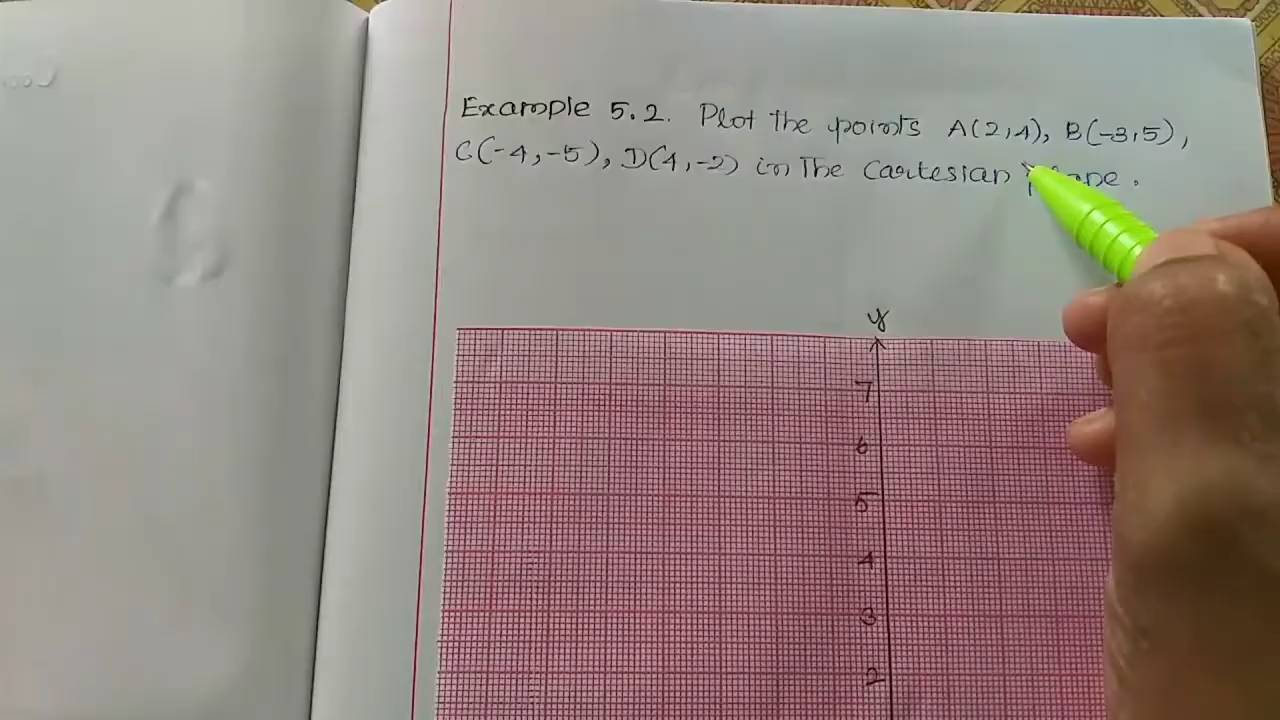 Example 5.2. Plot the points A(2,4), B(-3,5),
C(-4,-5), D(4,-2) in The Cartesian plane.
y
7
6
5
4
3
2